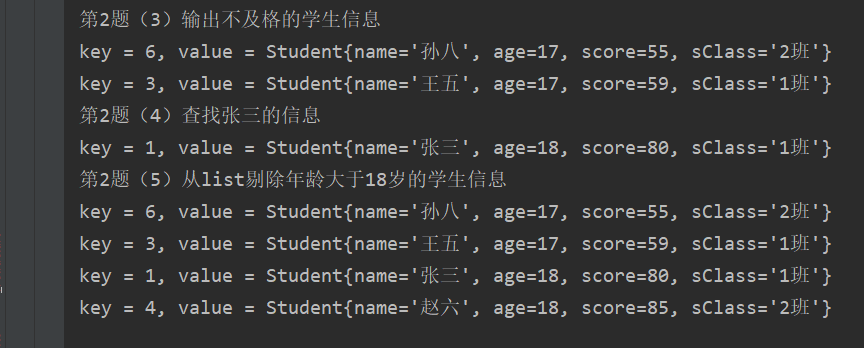 第2题（3）输出不及格的学生信息
key = 6, value = Student{name='孙八', age=17, score=55, sClass='2班'}
key = 3, value = Student{name='王五', age=17, score=59, sClass='1班'}
第2题（4）查找张三的信息
key = 1, value = Student{name='张三', age=18, score=80, sClass='1班'}
第2题（5）从list剔除年龄大于18岁的学生信息
key = 6, value = Student{name='孙八', age=17, score=55, sClass='2班'}
key = 3, value = Student{name='王五', age=17, score=59, sClass='1班'}
key = 1, value = Student{name='张三', age=18, score=80, sClass='1班'}
key = 4, value = Student{name='赵六', age=18, score=85, sClass='2班'}